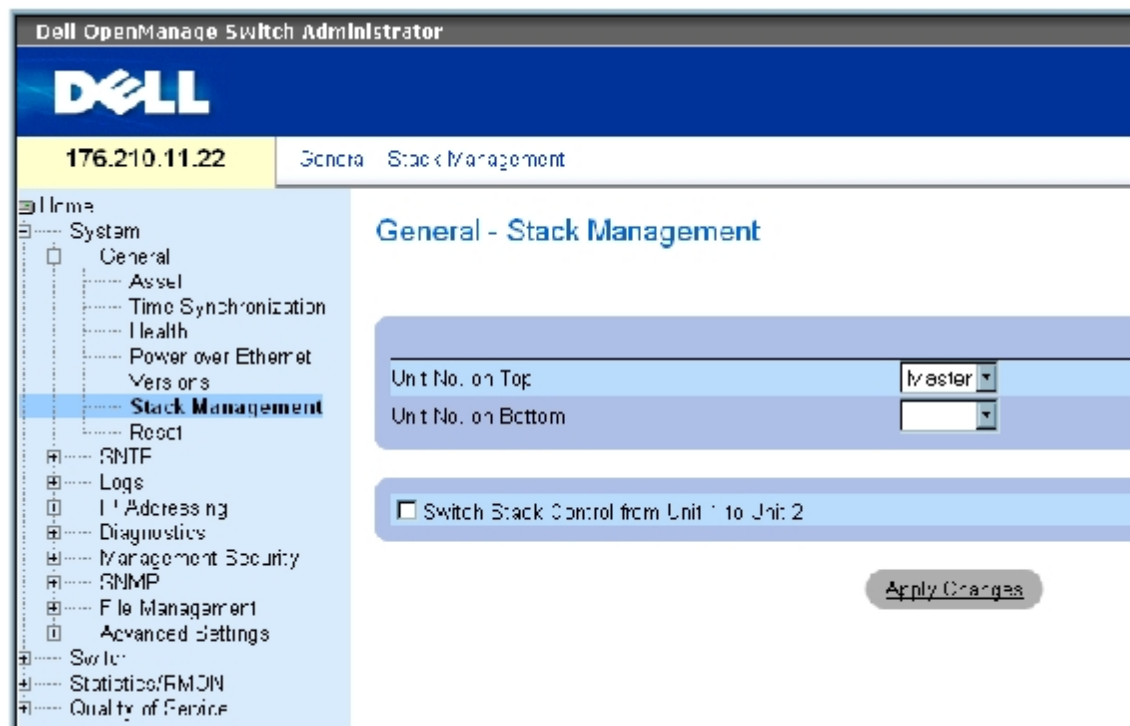 Dell OpenManage Switch Administrator
DELL
176.210.11.22
General Stack Management
Home
System
General
Asset
Time Synchronization
Health
Power over Ethernet
Versions
Stack Management
Reset
SNTP
Logs
IP Addressing
Diagnostics
Management Security
SNMP
File Management
Advanced Settings
Switch
Statistics/RMON
Quality of Service
General - Stack Management
Unit No. on Top
Master
Unit No. on Bottom
Switch Stack Control from Unit 1 to Unit 2
Apply Changes